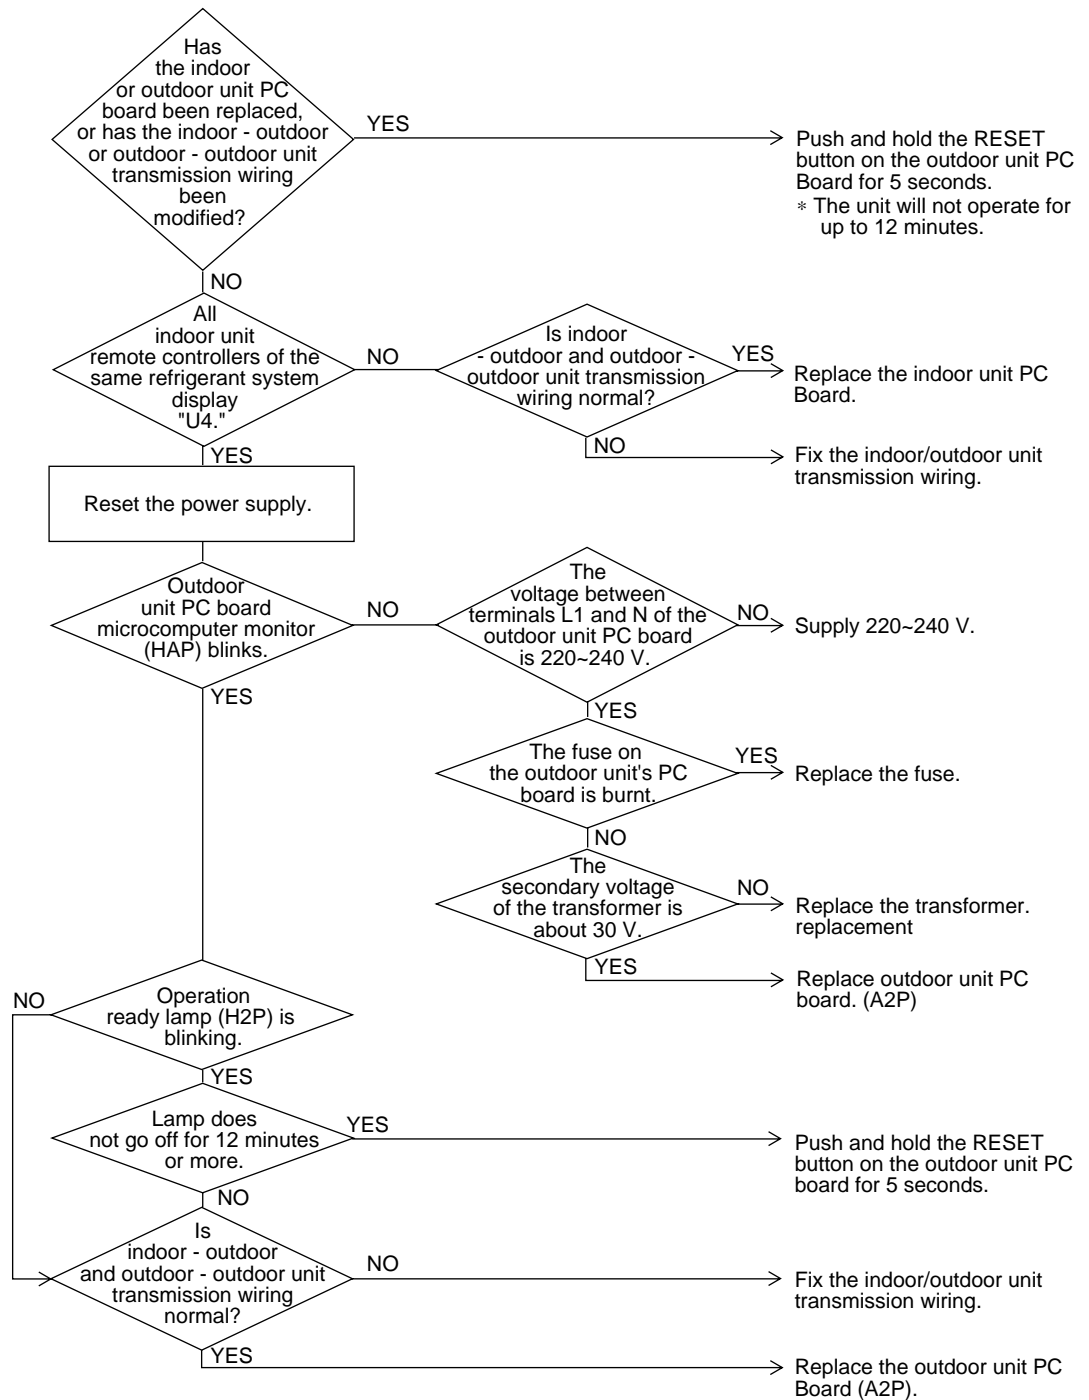 Has
the indoor
or outdoor unit PC
board been replaced,
or has the indoor - outdoor
or outdoor - outdoor unit
transmission wiring
been
modified?
YES
Push and hold the RESET
button on the outdoor unit PC
Board for 5 seconds.
* The unit will not operate for
up to 12 minutes.
NO
All
indoor unit
remote controllers of the
same refrigerant system
display
"U4."
NO
Is indoor
- outdoor and outdoor -
outdoor unit transmission
wiring normal?
YES
Replace the indoor unit PC
Board.
NO
Fix the indoor/outdoor unit
transmission wiring.
YES
Reset the power supply.
Outdoor
unit PC board
microcomputer monitor
(HAP) blinks.
NO
The
voltage between
terminals L1 and N of the
outdoor unit PC board
is 220~240 V.
NO
Supply 220~240 V.
YES
YES
The fuse on
the outdoor unit's PC
board is burnt.
YES
Replace the fuse.
NO
The
secondary voltage
of the transformer is
about 30 V.
NO
Replace the transformer.
replacement
YES
Replace outdoor unit PC
board. (A2P)
NO
Operation
ready lamp (H2P) is
blinking.
YES
Lamp does
not go off for 12 minutes
or more.
YES
Push and hold the RESET
button on the outdoor unit PC
board for 5 seconds.
NO
Is
indoor - outdoor
and outdoor - outdoor unit
transmission wiring
normal?
NO
Fix the indoor/outdoor unit
transmission wiring.
YES
Replace the outdoor unit PC
Board (A2P).